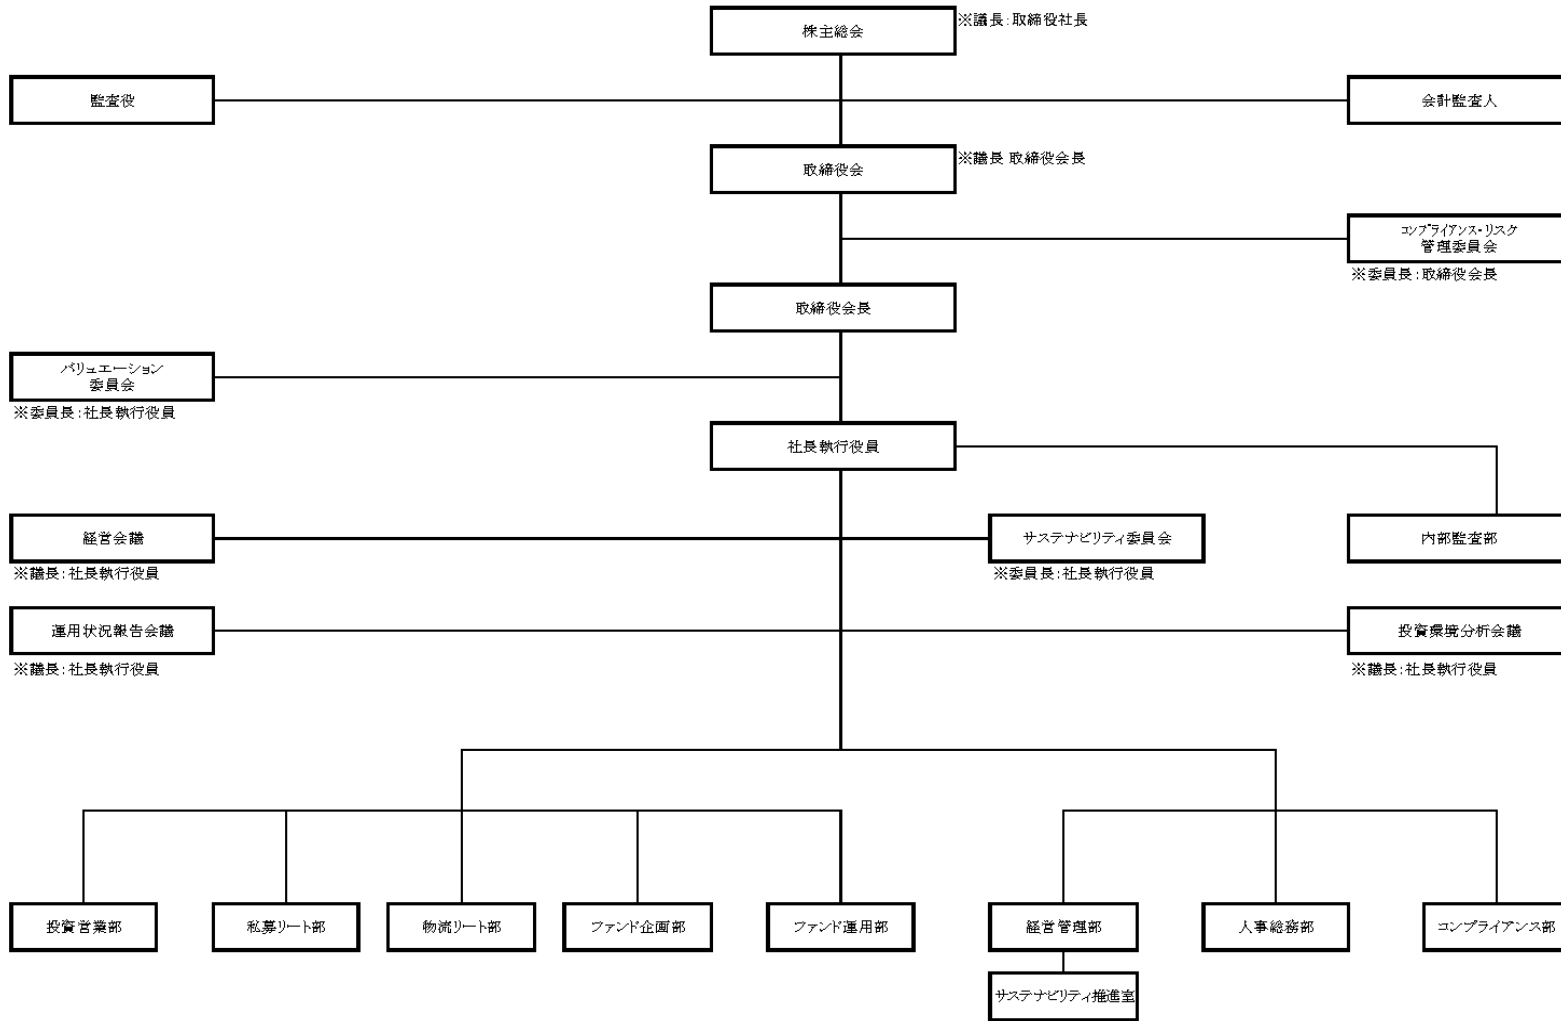 株主総会
※議長：取締役社長
監査役
会計監査人
取締役会
※議長 取締役会長
コンプライアンス・リスク
管理委員会
※委員長：取締役会長
取締役会長
バリュエーション
委員会
※委員長：社長執行役員
社長執行役員
経営会議
※議長：社長執行役員
サステナビリティ委員会
※委員長：社長執行役員
内部監査部
運用状況報告会議
※議長：社長執行役員
投資環境分析会議
※議長：社長執行役員
投資営業部
私募リート部
物流リート部
ファンド企画部
ファンド運用部
経営管理部
人事総務部
コンプライアンス部
サステナビリティ推進室